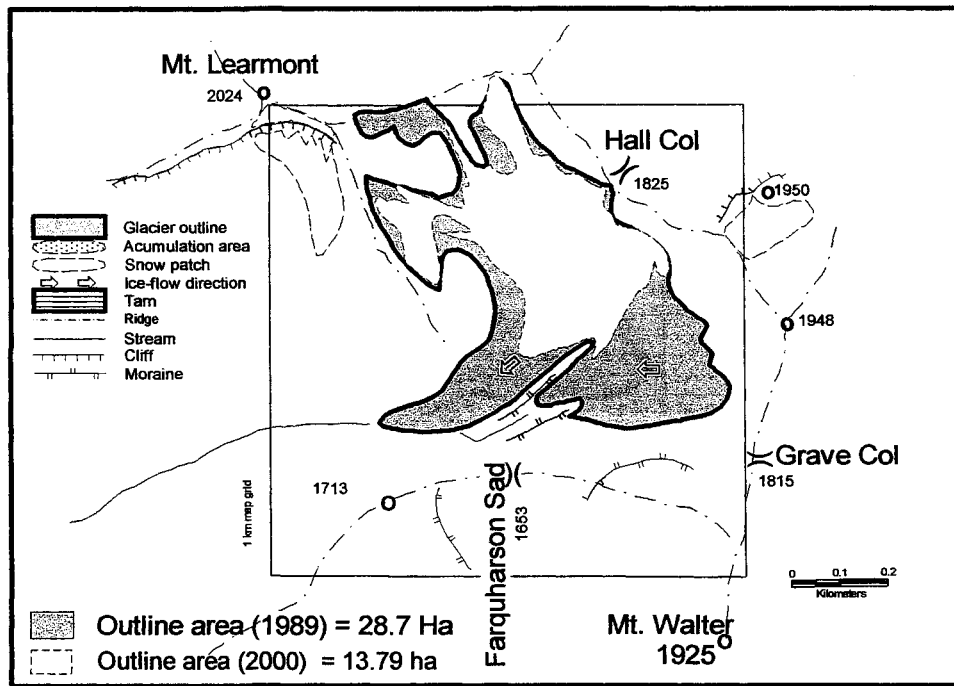 Mt. Learmont
2024
Hall Col
1825
1950
Glacier outline
Acumulation area
Snow patch
Ice-flow direction
Tarn
Ridge
Stream
Cliff
Moraine
1948
Grave Col
1815
1713
1 km map grid
Farquharson Sad
1653
0 0.1 0.2
Kilometers
Outline area (1989) = 28.7 Ha
Outline area (2000) = 13.79 ha
Mt. Walter
1925